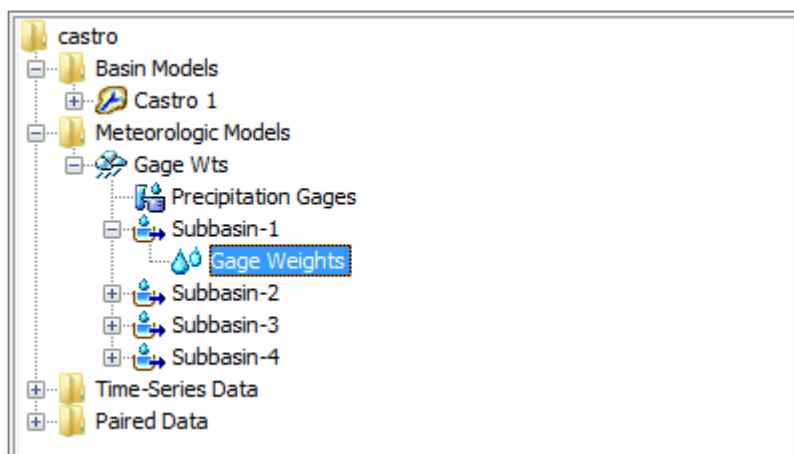 castro
Basin Models
Castro 1
Meteorologic Models
Gage Wts
Precipitation Gages
Subbasin-1
Gage Weights
Subbasin-2
Subbasin-3
Subbasin-4
Time-Series Data
Paired Data